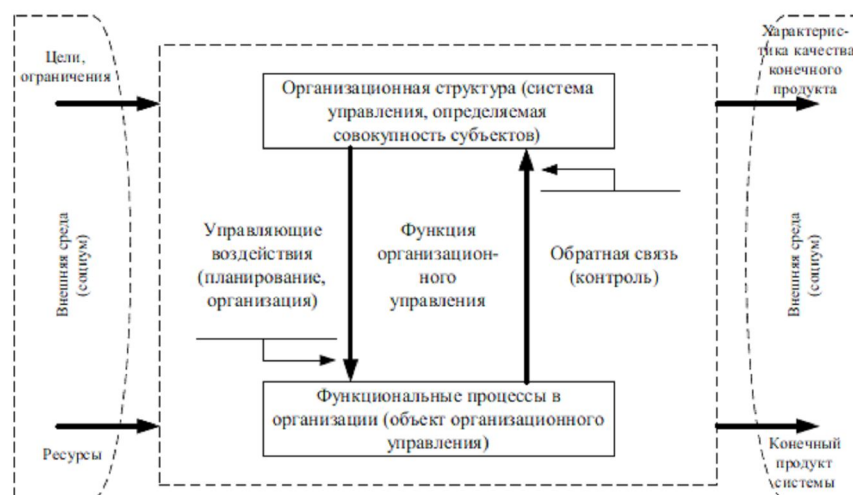 Цели,
ограничения
Внешняя среда
(социум)
Ресурсы
Организационная структура (система
управления, определяемая
совокупность субъектов)
Управляющие
воздействия
(планирование,
организация)
Функция
организацион-
ного
управления
Обратная связь
(контроль)
Функциональные процессы в
организации (объект организационного
управления)
Характерис-
тика качества
конечного
продукта
Внешняя среда
(социум)
Конечный
продукт
системы